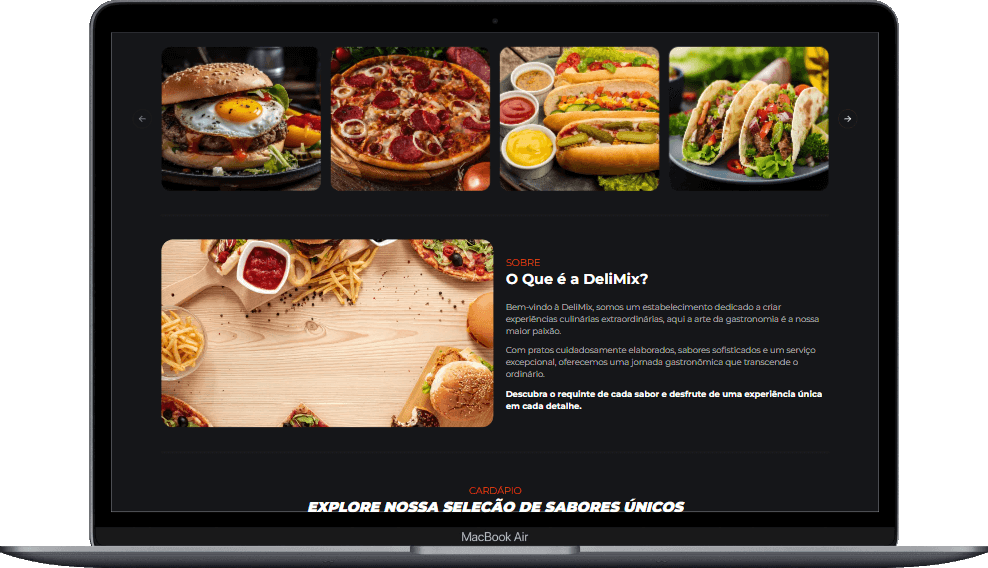 SOBRE
O Que é a DeliMix?
Bem-vindo à DeliMix, somos um estabelecimento dedicado a criar
experiências culinárias extraordinárias, aqui a arte da gastronomia é a nossa
maior paixão.
Com pratos cuidadosamente elaborados, sabores sofisticados e um serviço
excepcional, oferecemos uma jornada gastronômica que transcende o
ordinário.
Descubra o requinte de cada sabor e desfrute de uma experiência única
em cada detalhe.
CARDÁPIO
EXPLORE NOSSA SELEÇÃO DE SABORES ÚNICOS
MacBook Air